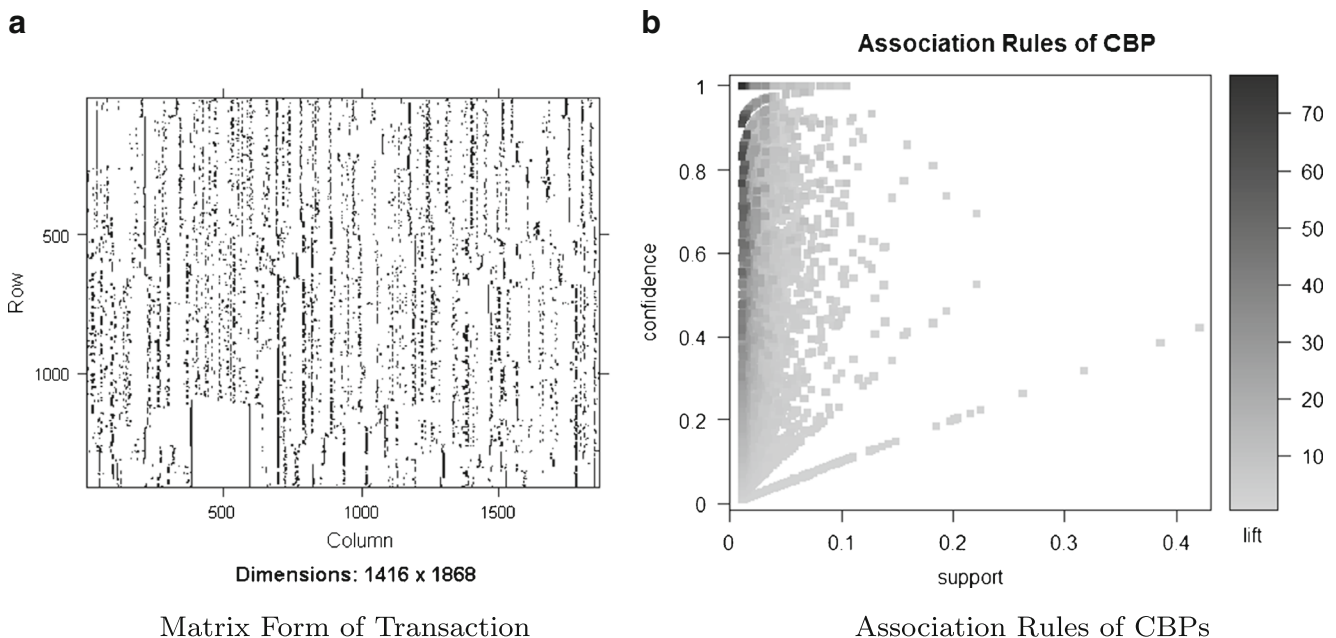 a
500
1000
Row
500
1000
1500
Column
Dimensions: 1416 x 1868
Matrix Form of Transaction
b
Association Rules of CBP
1
0.8
0.6
0.4
0.2
0
confidence
0
0.1
0.2
0.3
0.4
support
70
60
50
40
30
20
10
lift
Association Rules of CBPs